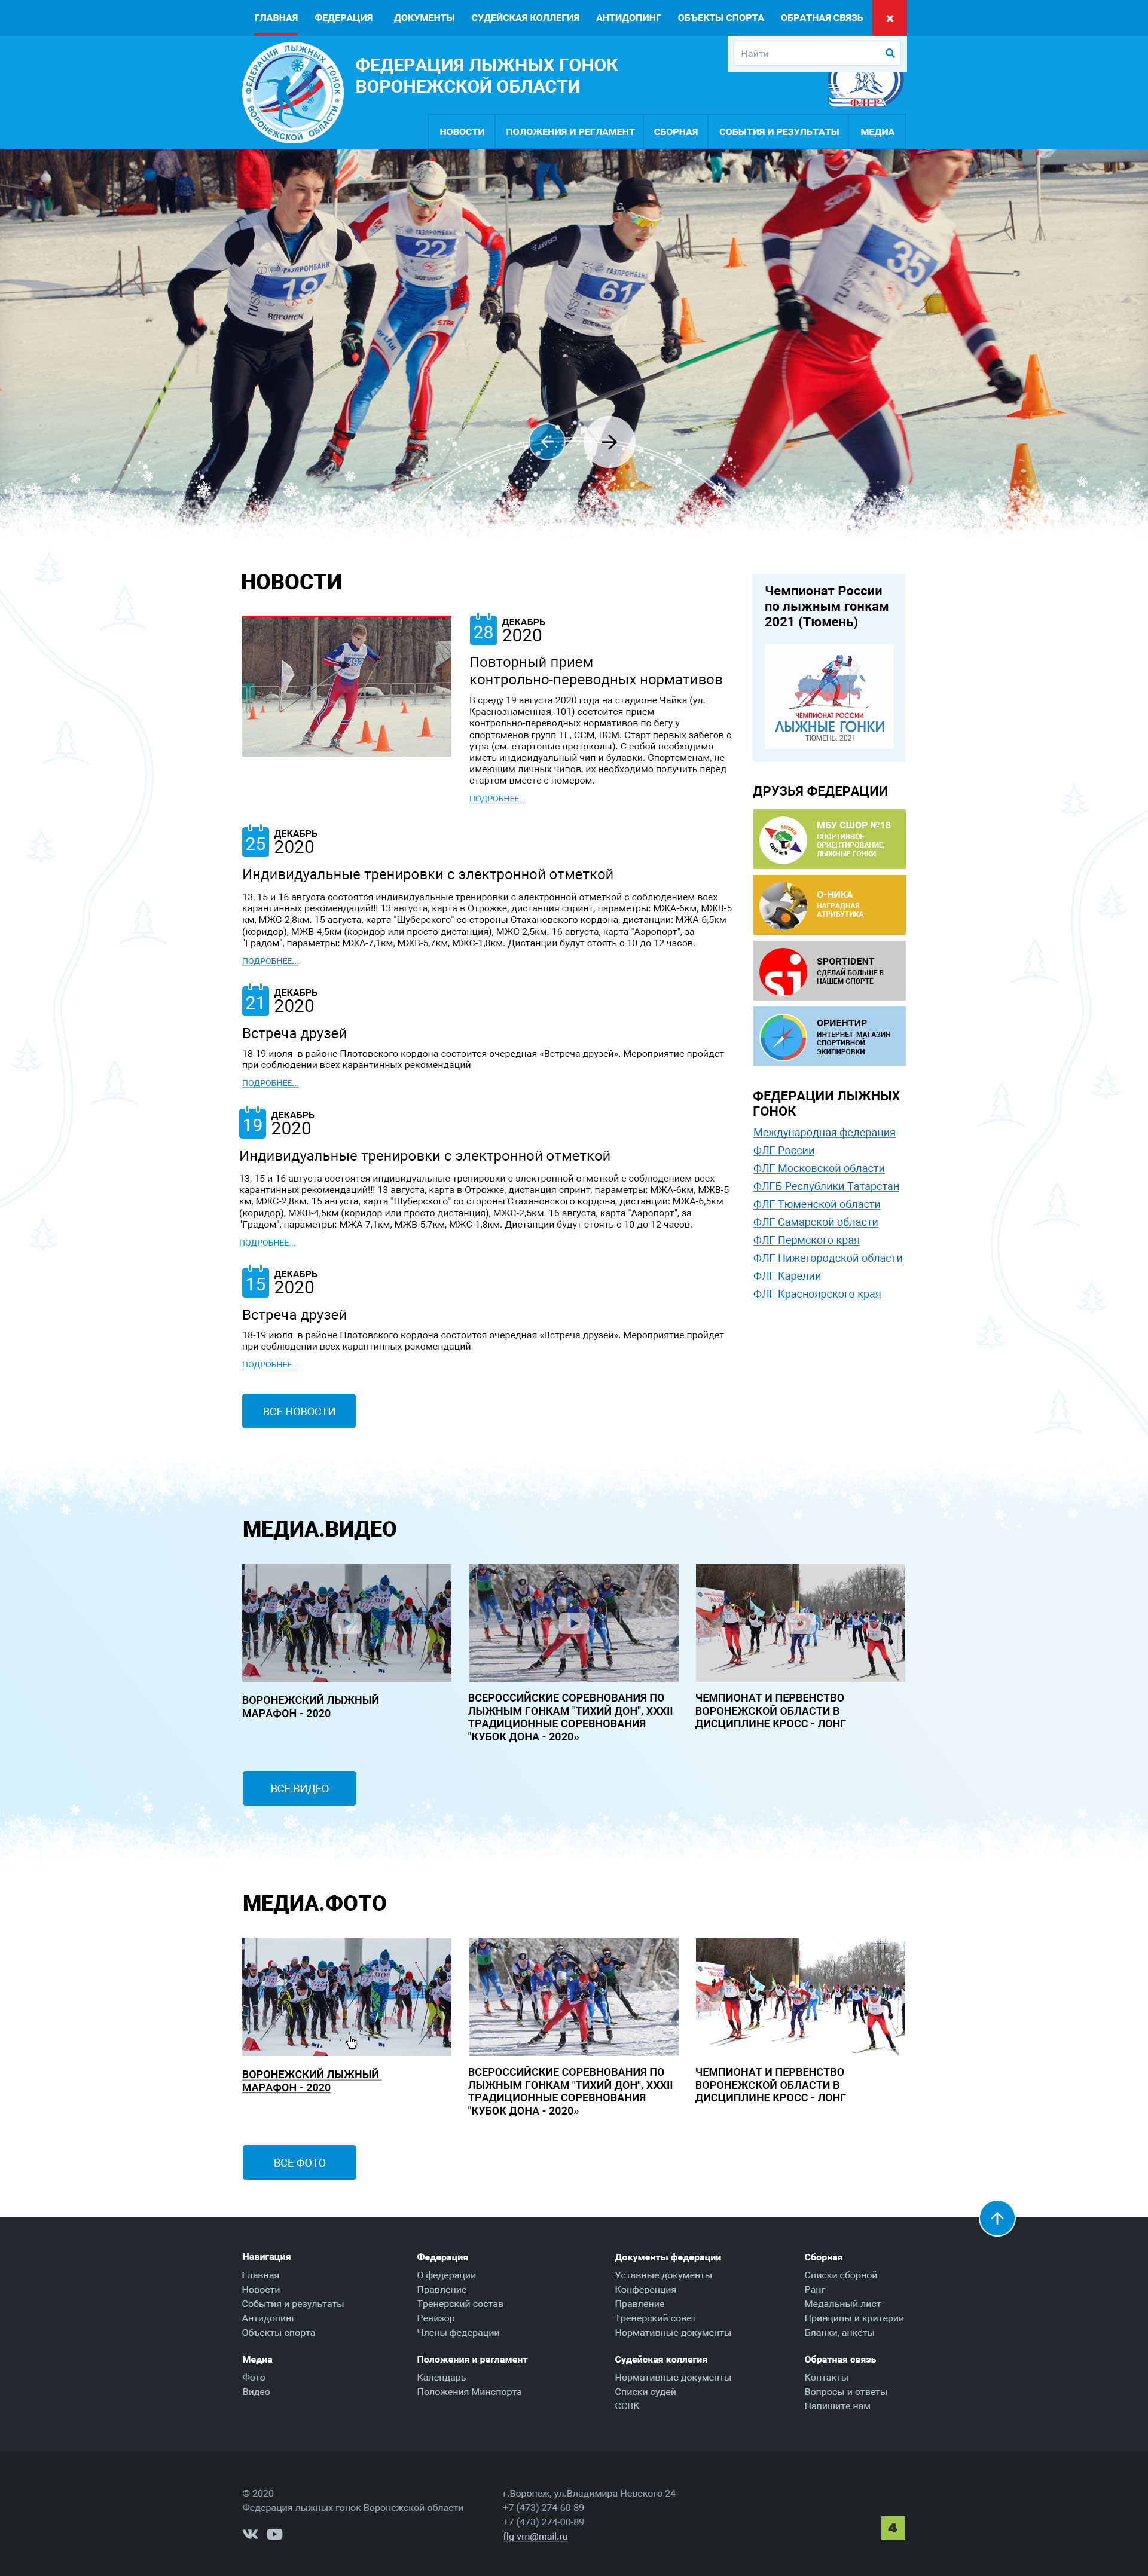 ГЛАВНАЯ ФЕДЕРАЦИЯ ДОКУМЕНТЫ СУДЕЙСКАЯ КОЛЛЕГИЯ АНТИДОПИНГ ОБЪЕКТЫ СПОРТА ОБРАТНАЯ СВЯЗЬ
Найти
ФЕДЕРАЦИЯ ЛЫЖНЫХ ГОНОК
ВОРОНЕЖСКОЙ ОБЛАСТИ
ФЕДЕРАЦИЯ ЛЫЖНЫХ ГОНОК
ВОРОНЕЖСКОЙ ОБЛАСТИ
ФЛГР
НОВОСТИ ПОЛОЖЕНИЯ И РЕГЛАМЕНТ СБОРНАЯ СОБЫТИЯ И РЕЗУЛЬТАТЫ МЕДИА
ГАЗПРОМБАНК
19
ВОРОНЕЖ
ГАЗПРОМБАНК
22
ВОРОНЕЖ
ГАЗПРОМБАНК
61
ВОРОНЕЖ
35
НОВОСТИ
28
ДЕКАБРЬ
2020
Повторный прием
контрольно-переводных нормативов
В среду 19 августа 2020 года на стадионе Чайка (ул.
Краснознаменная, 101) состоится прием
контрольно-переводных нормативов по бегу у
спортсменов групп ТГ, ССМ, ВСМ. Старт первых забегов с
утра (см. стартовые протоколы). С собой необходимо
иметь индивидуальный чип и булавки. Спортсменам, не
имеющим личных чипов, их необходимо получить перед
стартом вместе с номером.
ПОДРОБНЕЕ...
25
ДЕКАБРЬ
2020
Индивидуальные тренировки с электронной отметкой
13, 15 и 16 августа состоятся индивидуальные тренировки с электронной отметкой с соблюдением всех
карантинных рекомендаций!!! 13 августа, карта в Отрожке, дистанция спринт, параметры: МЖА-6км, МЖВ-5
км, МЖС-2,8км. 15 августа, карта "Шуберского" со стороны Стахановского кордона, дистанции: МЖА-6,5км
(коридор), МЖВ-4,5км (коридор или просто дистанция), МЖС-2,5км. 16 августа, карта "Аэропорт", за
"Градом", параметры: МЖА-7,1км, МЖВ-5,7км, МЖС-1,8км. Дистанции будут стоять с 10 до 12 часов.
ПОДРОБНЕЕ...
21
ДЕКАБРЬ
2020
Встреча друзей
18-19 июля в районе Плотовского кордона состоится очередная «Встреча друзей». Мероприятие пройдет
при соблюдении всех карантинных рекомендаций
ПОДРОБНЕЕ...
19
ДЕКАБРЬ
2020
Индивидуальные тренировки с электронной отметкой
13, 15 и 16 августа состоятся индивидуальные тренировки с электронной отметкой с соблюдением всех
карантинных рекомендаций!!! 13 августа, карта в Отрожке, дистанция спринт, параметры: МЖА-6км, МЖВ-5
км, МЖС-2,8км. 15 августа, карта "Шуберского" со стороны Стахановского кордона, дистанции: МЖА-6,5км
(коридор), МЖВ-4,5км (коридор или просто дистанция), МЖС-2,5км. 16 августа, карта "Аэропорт", за
"Градом", параметры: МЖА-7,1км, МЖВ-5,7км, МЖС-1,8км. Дистанции будут стоять с 10 до 12 часов.
ПОДРОБНЕЕ...
15
ДЕКАБРЬ
2020
Встреча друзей
18-19 июля в районе Плотовского кордона состоится очередная «Встреча друзей». Мероприятие пройдет
при соблюдении всех карантинных рекомендаций
ПОДРОБНЕЕ...
ВСЕ НОВОСТИ
Чемпионат России
по лыжным гонкам
2021 (Тюмень)
ЧЕМПИОНАТ РОССИИ
ЛЫЖНЫЕ ГОНКИ
ТЮМЕНЬ. 2021
ДРУЗЬЯ ФЕДЕРАЦИИ
МБУ СШОР №18
СПОРТИВНОЕ
ОРИЕНТИРОВАНИЕ,
ЛЫЖНЫЕ ГОНКИ
О-НИКА
НАГРАДНАЯ
АТРИБУТИКА
SPORTIDENT
СДЕЛАЙ БОЛЬШЕ В
НАШЕМ СПОРТЕ
ОРИЕНТИР
ИНТЕРНЕТ-МАГАЗИН
СПОРТИВНОЙ
ЭКИПИРОВКИ
ФЕДЕРАЦИИ ЛЫЖНЫХ
ГОНОК
Международная федерация
ФЛГ России
ФЛГ Московской области
ФЛГБ Республики Татарстан
ФЛГ Тюменской области
ФЛГ Самарской области
ФЛГ Пермского края
ФЛГ Нижегородской области
ФЛГ Карелии
ФЛГ Красноярского края
МЕДИА.ВИДЕО
ВОРОНЕЖСКИЙ ЛЫЖНЫЙ
МАРАФОН - 2020
ВСЕРОССИЙСКИЕ СОРЕВНОВАНИЯ ПО
ЛЫЖНЫМ ГОНКАМ "ТИХИЙ ДОН", XXXII
ТРАДИЦИОННЫЕ СОРЕВНОВАНИЯ
"КУБОК ДОНА - 2020»
ЧЕМПИОНАТ И ПЕРВЕНСТВО
ВОРОНЕЖСКОЙ ОБЛАСТИ В
ДИСЦИПЛИНЕ КРОСС - ЛОНГ
ВСЕ ВИДЕО
МЕДИА.ФОТО
ВОРОНЕЖСКИЙ ЛЫЖНЫЙ
МАРАФОН - 2020
ВСЕРОССИЙСКИЕ СОРЕВНОВАНИЯ ПО
ЛЫЖНЫМ ГОНКАМ "ТИХИЙ ДОН", XXXII
ТРАДИЦИОННЫЕ СОРЕВНОВАНИЯ
"КУБОК ДОНА - 2020»
ЧЕМПИОНАТ И ПЕРВЕНСТВО
ВОРОНЕЖСКОЙ ОБЛАСТИ В
ДИСЦИПЛИНЕ КРОСС - ЛОНГ
ВСЕ ФОТО
Навигация
Главная
Новости
События и результаты
Антидопинг
Объекты спорта
Федерация
О федерации
Правление
Тренерский состав
Ревизор
Члены федерации
Документы федерации
Уставные документы
Конференция
Правление
Тренерский совет
Нормативные документы
Сборная
Списки сборной
Ранг
Медальный лист
Принципы и критерии
Бланки, анкеты
Медиа
Фото
Видео
Положения и регламент
Календарь
Положения Минспорта
Судейская коллегия
Нормативные документы
Списки судей
ССВК
Обратная связь
Контакты
Вопросы и ответы
Напишите нам
© 2020
Федерация лыжных гонок Воронежской области
г.Воронеж, ул.Владимира Невского 24
+7 (473) 274-60-89
+7 (473) 274-00-89
flg-vrn@mail.ru
4